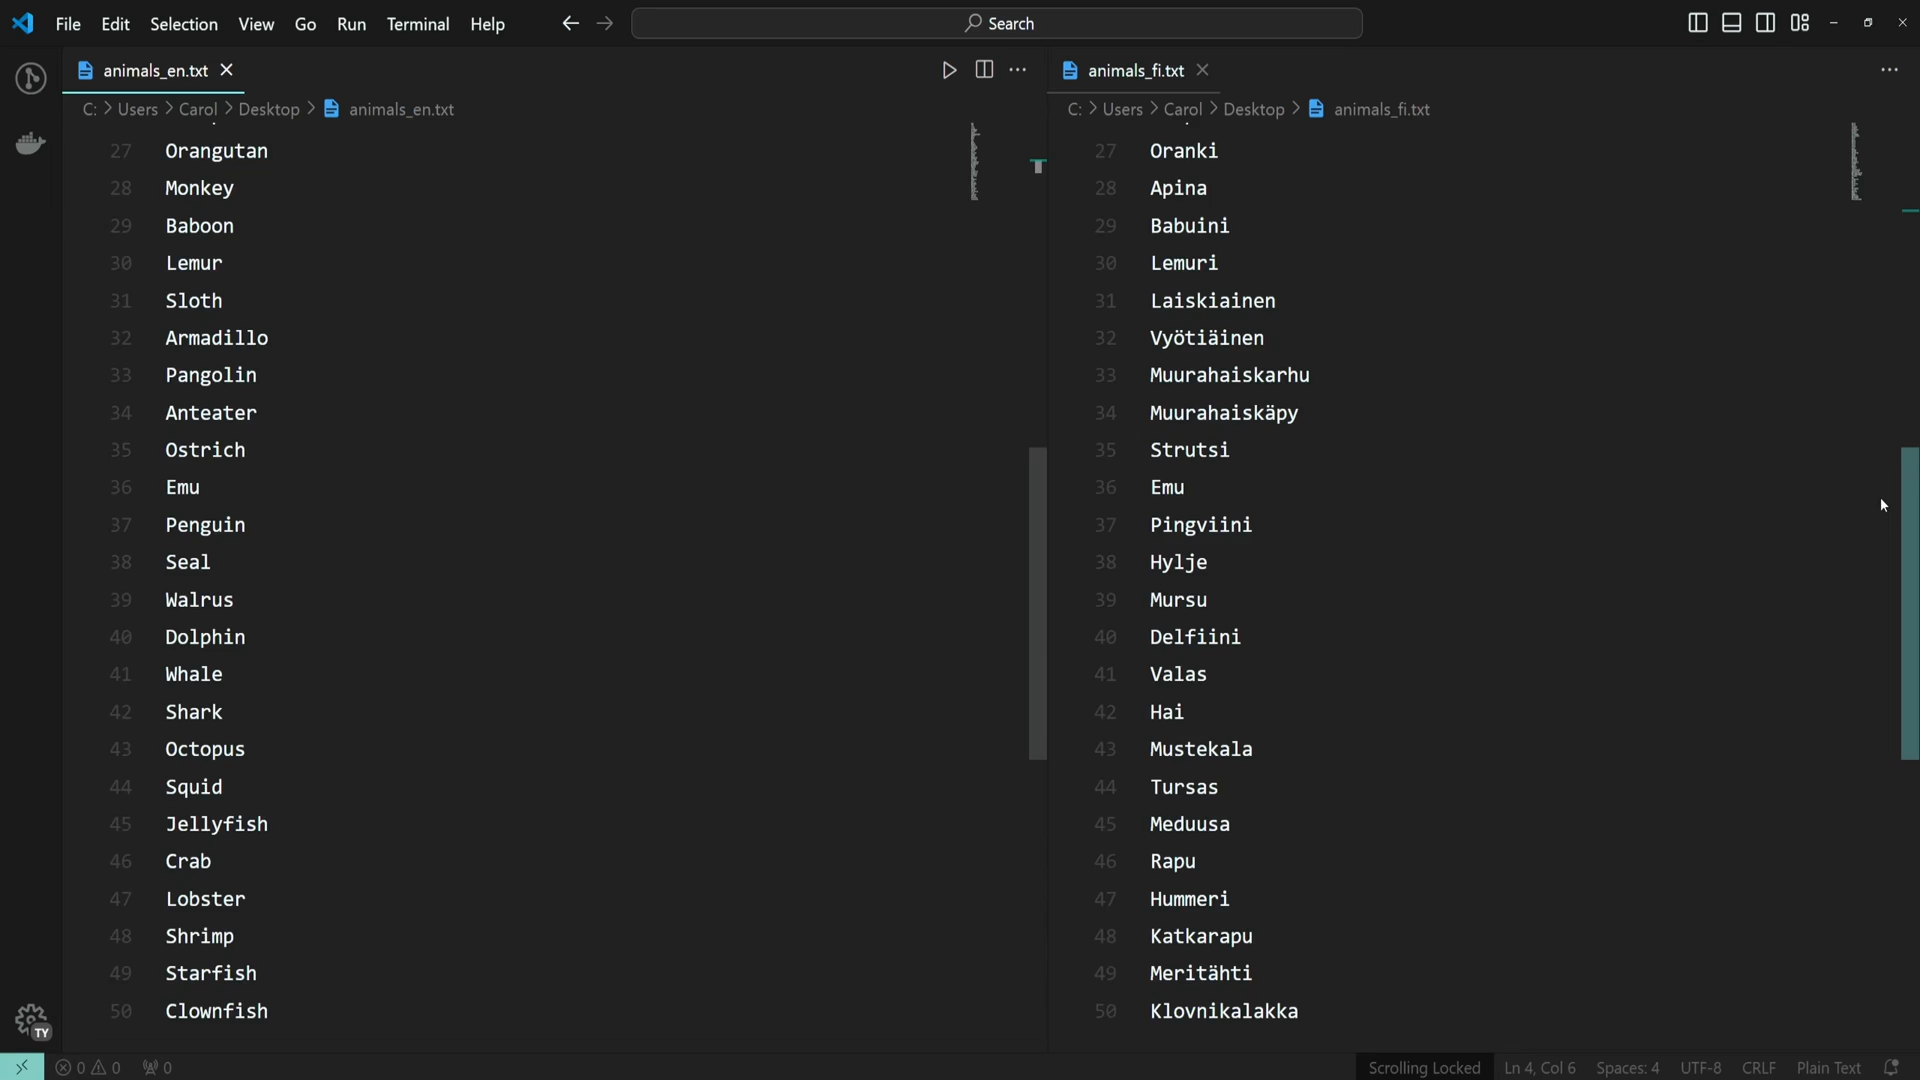 File Edit Selection View Go Run Terminal Help Search
animals_en.txt
C: > Users > Carol > Desktop > animals_en.txt
27 Orangutan
28 Monkey
29 Baboon
30 Lemur
31 Sloth
32 Armadillo
33 Pangolin
34 Anteater
35 Ostrich
36 Emu
37 Penguin
38 Seal
39 Walrus
40 Dolphin
41 Whale
42 Shark
43 Octopus
44 Squid
45 Jellyfish
46 Crab
47 Lobster
48 Shrimp
49 Starfish
50 Clownfish
animals_fi.txt
C: > Users > Carol > Desktop > animals_fi.txt
27 Oranki
28 Apina
29 Babuini
30 Lemuri
31 Laiskiainen
32 Vyötiäinen
33 Muurahaiskarhu
34 Muurahaiskäpy
35 Strutsi
36 Emu
37 Pingviini
38 Hylje
39 Mursu
40 Delfiini
41 Valas
42 Hai
43 Mustekala
44 Tursas
45 Meduusa
46 Rapu
47 Hummeri
48 Katkarapu
49 Meritähti
50 Klovnikalakka
TY
0 0 0 Scrolling Locked Ln 4, Col 6 Spaces: 4 UTF-8 CRLF Plain Text